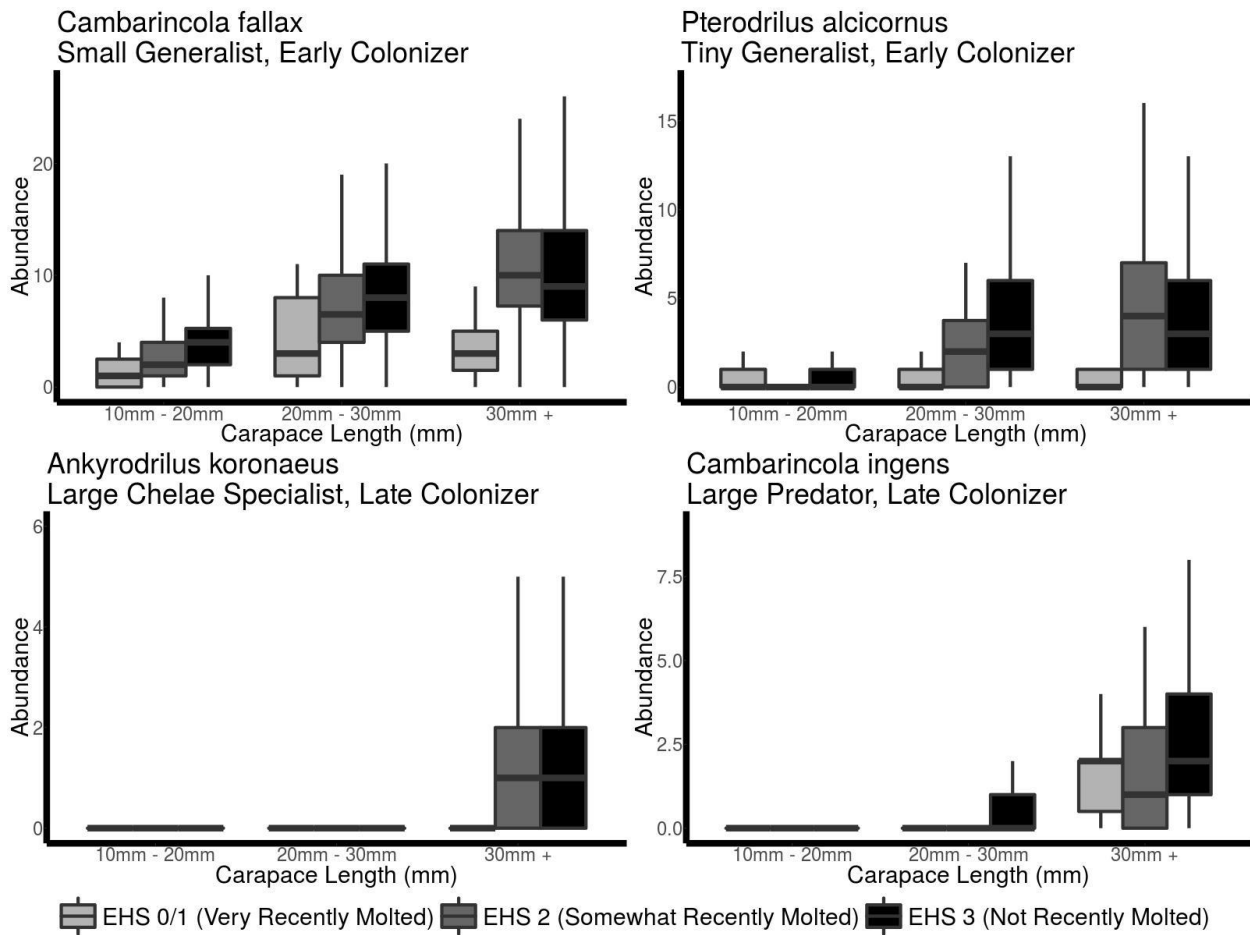 Cambarincola fallax
Small Generalist, Early Colonizer
Abundance
20
10
0
10mm - 20mm
20mm - 30mm
30mm +
Carapace Length (mm)
Pterodrilus alcicornus
Tiny Generalist, Early Colonizer
Abundance
15
10
5
0
10mm - 20mm
20mm - 30mm
30mm +
Carapace Length (mm)
Ankyrodrilus koronaeus
Large Chelae Specialist, Late Colonizer
Abundance
6
4
2
0
10mm - 20mm
20mm - 30mm
30mm +
Carapace Length (mm)
Cambarincola ingens
Large Predator, Late Colonizer
Abundance
7.5
5.0
2.5
0.0
10mm - 20mm
20mm - 30mm
30mm +
Carapace Length (mm)
EHS 0/1 (Very Recently Molted)
EHS 2 (Somewhat Recently Molted)
EHS 3 (Not Recently Molted)